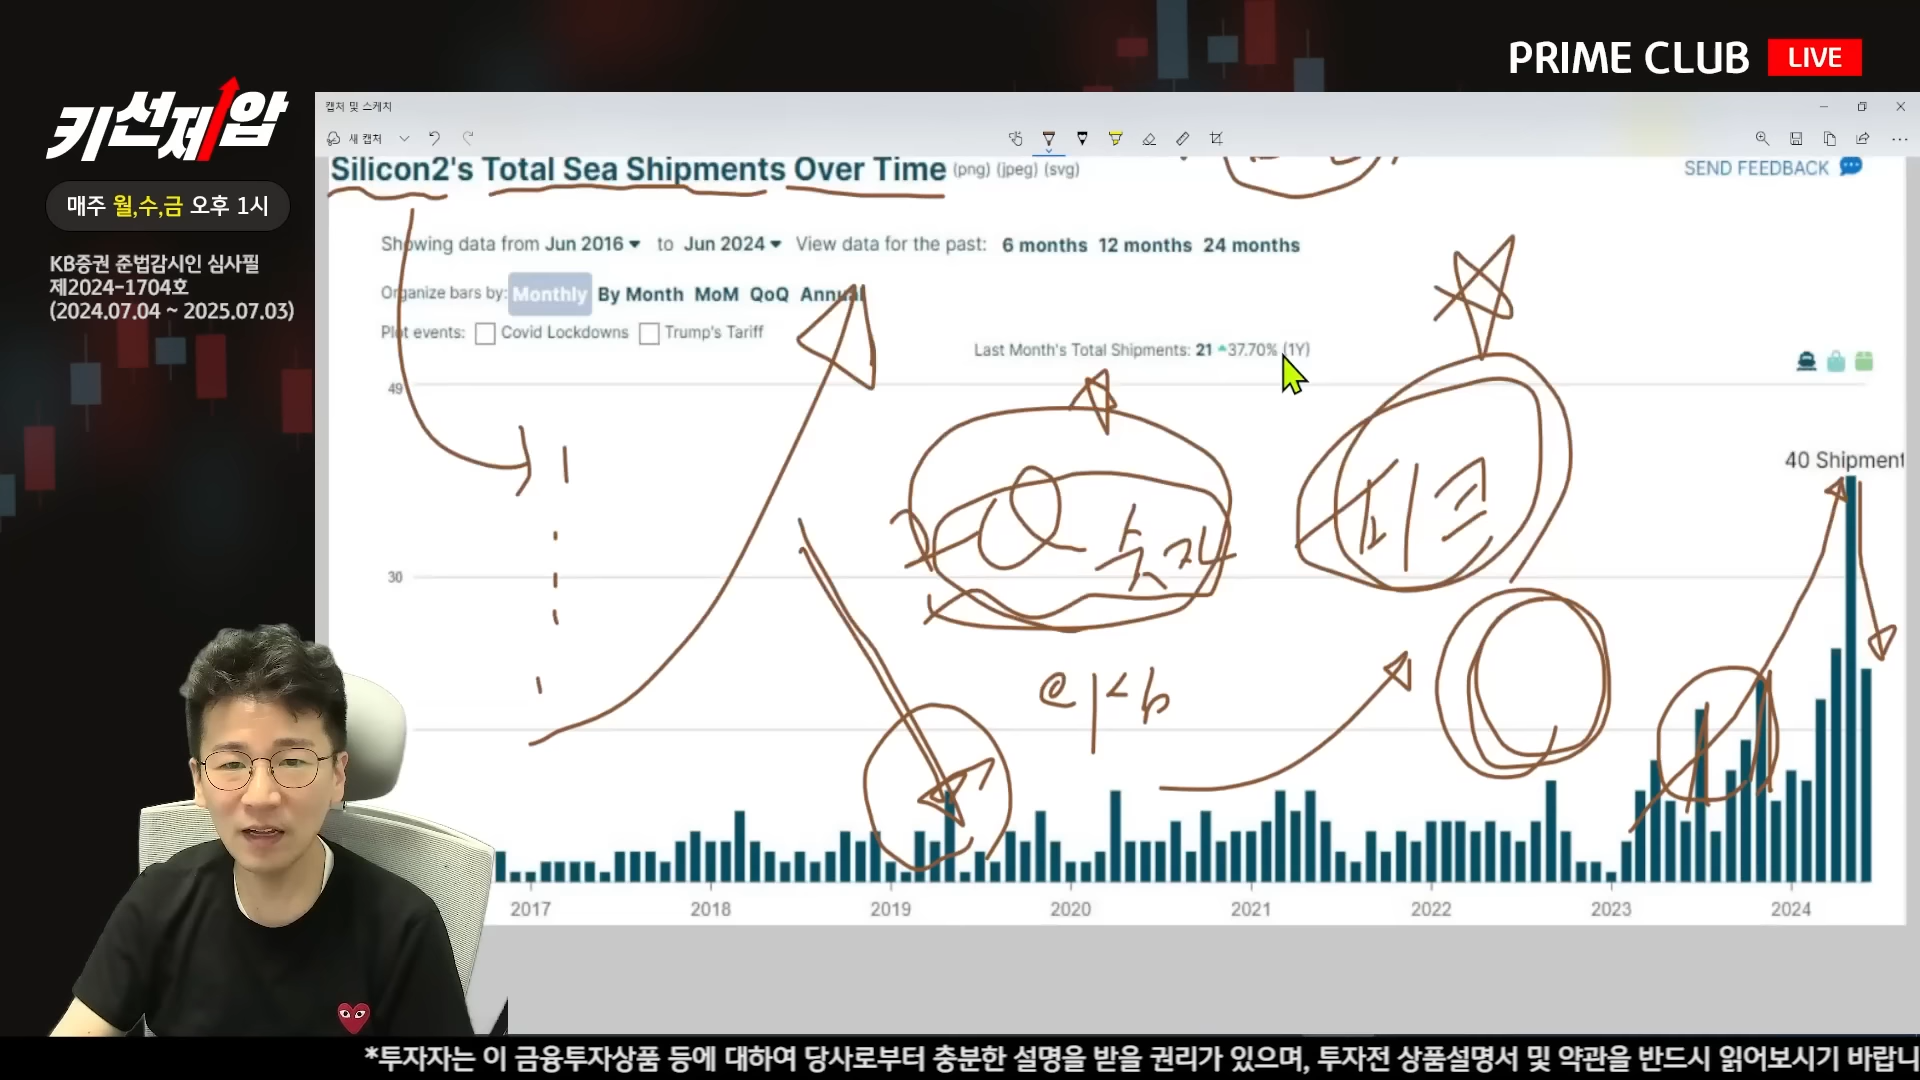 PRIME CLUB LIVE
키선제압
매주 월,수,금 오후 1시
KB증권 준법감시인 심사필
제2024-1704호
(2024.07.04 ~ 2025.07.03)
캡처 및 스케치
새 캡처
Silicon2's Total Sea Shipments Over Time (png) (jpeg) (svg)
SEND FEEDBACK
Showing data from Jun 2016 to Jun 2024 View data for the past: 6 months 12 months 24 months
Organize bars by: Monthly By Month MoM QoQ Annual
Plot events: Covid Lockdowns Trump's Tariff
Last Month's Total Shipments: 21 37.70% (1Y)
49
40 Shipment
피크
숫자
30
2017 2018 2019 2020 2021 2022 2023 2024
*투자자는 이 금융투자상품 등에 대하여 당사로부터 충분한 설명을 받을 권리가 있으며, 투자전 상품설명서 및 약관을 반드시 읽어보시기 바랍니